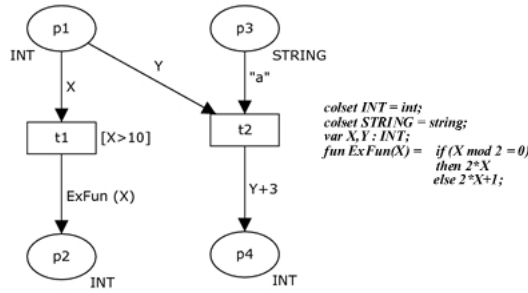 p1
p3
INT
STRING
X
Y
"a"
t1
[X>10]
t2
ExFun (X)
Y+3
p2
INT
p4
INT
colset INT = int;
colset STRING = string;
var X,Y : INT;
fun ExFun(X) = if (X mod 2 = 0)
then 2*X
else 2*X+1;